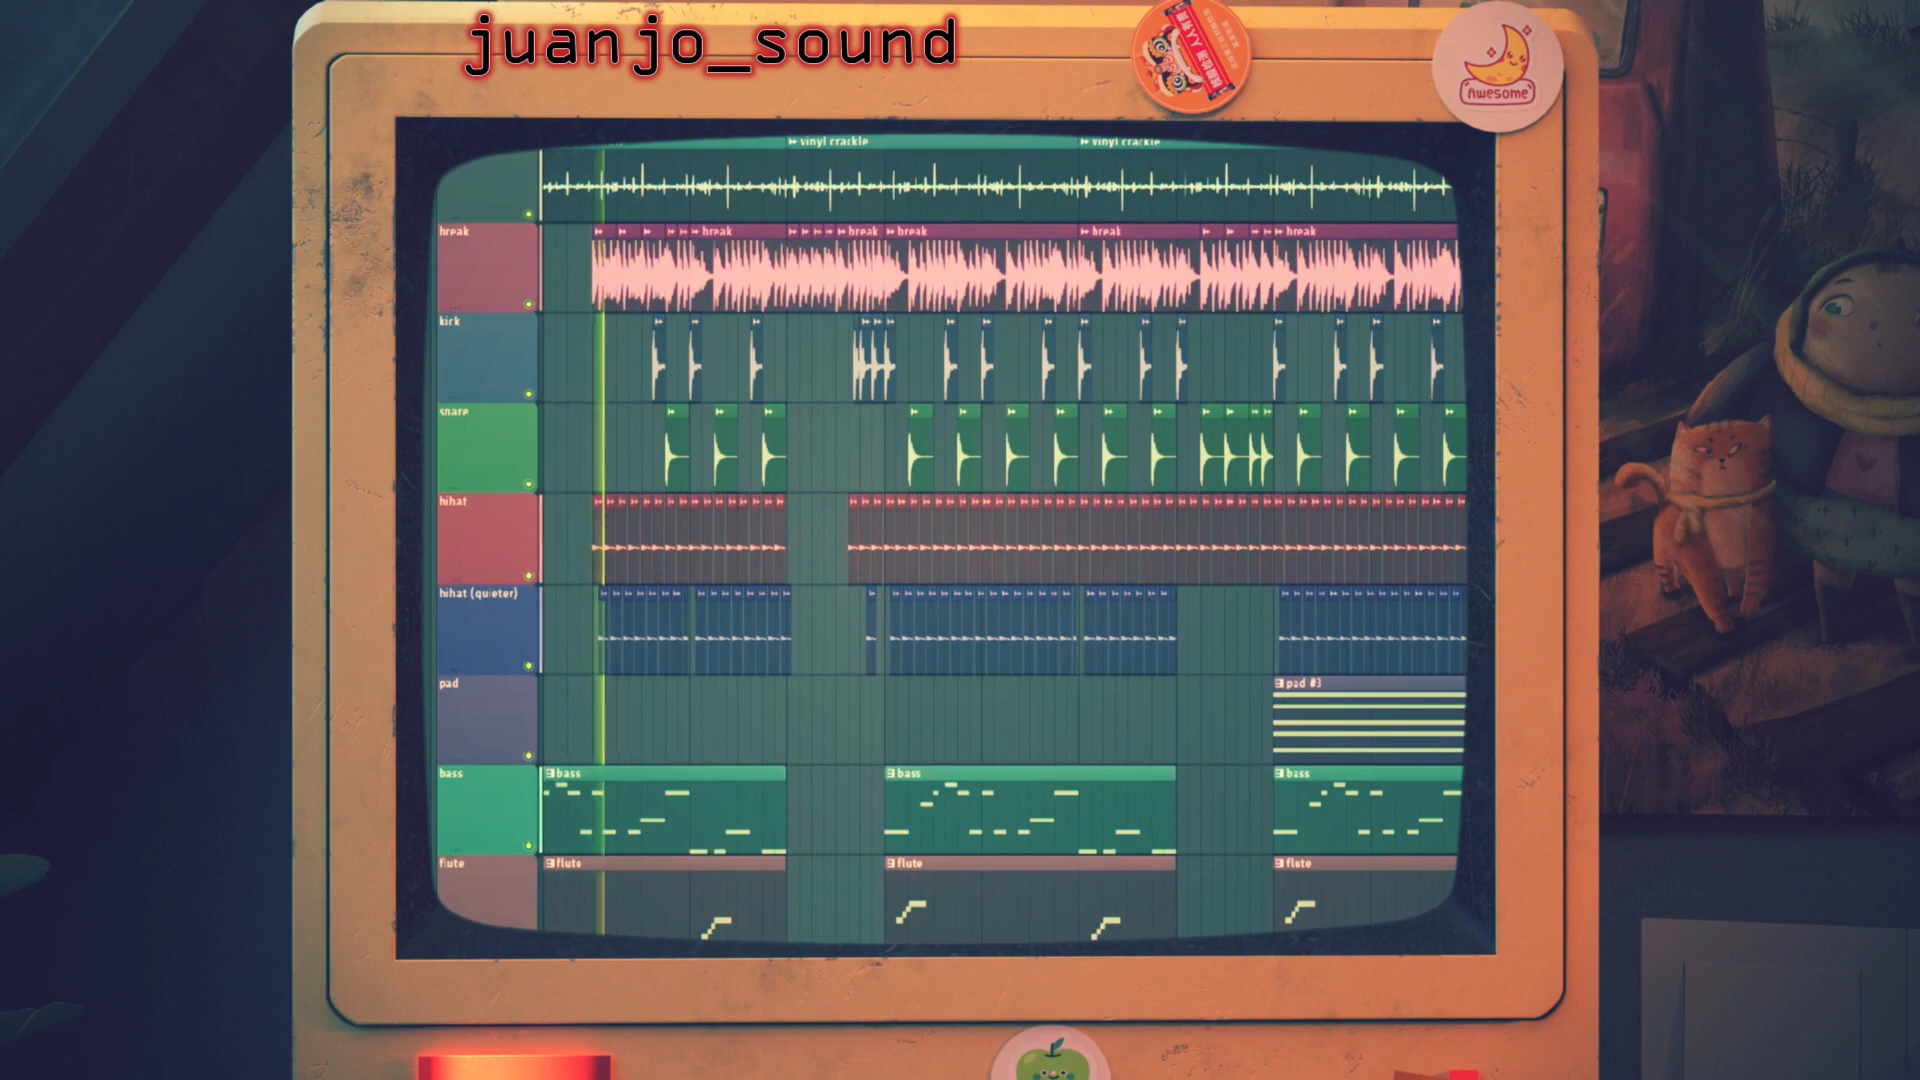 juanjo_sound
Awesome
vinyl crackle
vinyl crackle
break
break
break
break
break
break
kick
snare
hihat
hihat (quieter)
pad
pad #3
bass
bass
bass
bass
flute
flute
flute
flute